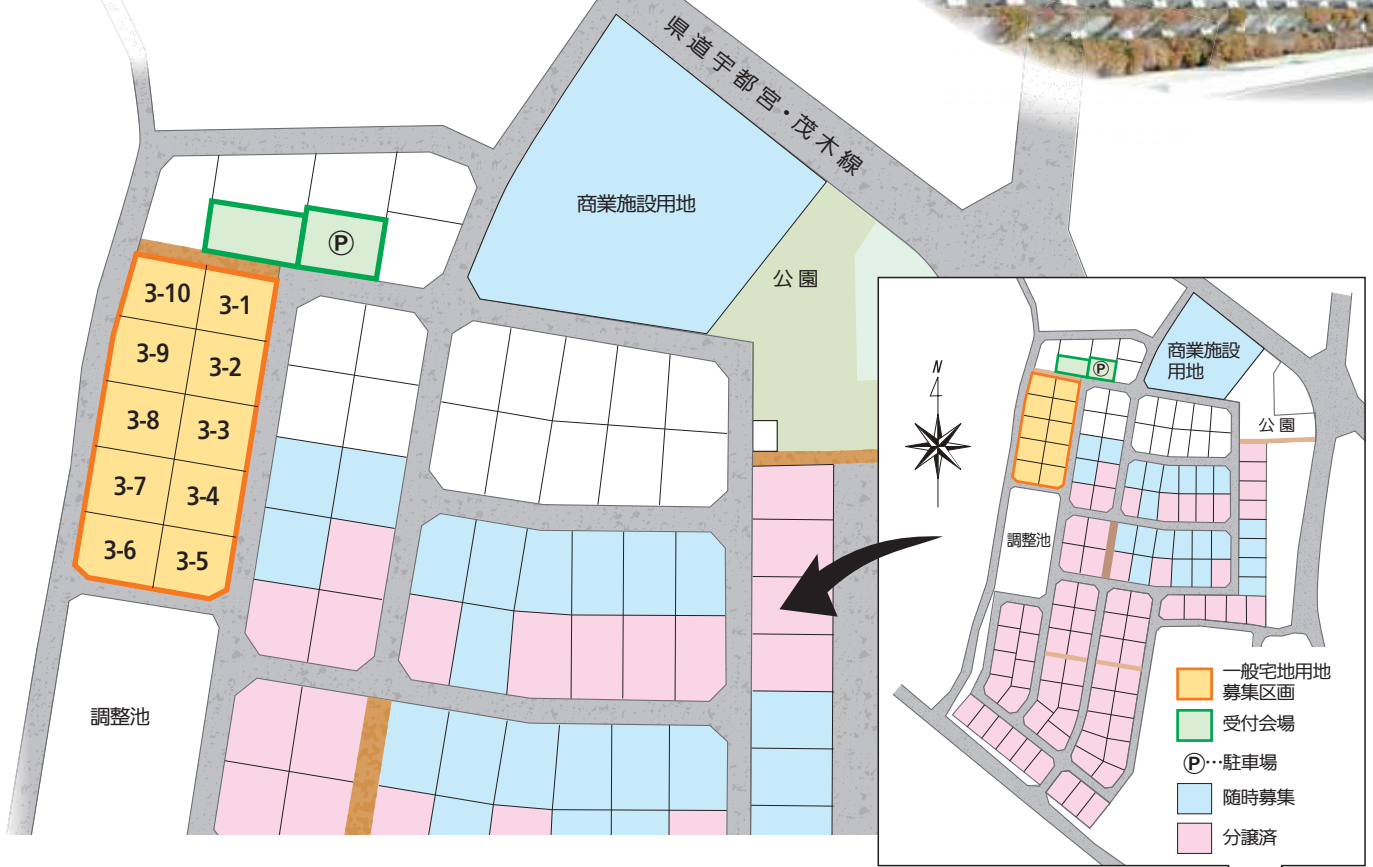 県道宇都宮・茂木線
商業施設用地
公園
Ⓟ
3-10
3-1
3-9
3-2
3-8
3-3
3-7
3-4
3-6
3-5
調整池
商業施設
用地
Ⓟ
公園
N
調整池
一般宅地用地
募集区画
受付会場
Ⓟ…駐車場
随時募集
分譲済